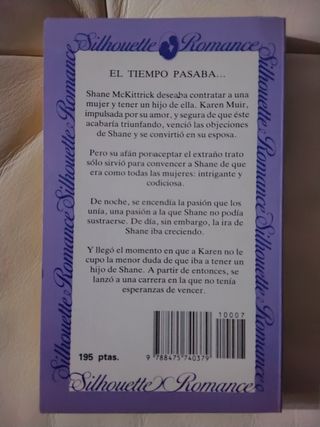 Silhouette Romance
EL TIEMPO PASABA...
Shane McKittrick deseaba contratar a una
mujer y tener un hijo de ella. Karen Muir,
impulsada por su amor, y segura de que éste
acabaría triunfando, venció las objeciones
de Shane y se convirtió en su esposa.
Pero su afán poraceptar el extraño trato
sólo sirvió para convencer a Shane de que
era como todas las mujeres: intrigante y
codiciosa.
De noche, se encendía la pasión que los
unía, una pasión a la que Shane no podía
sustraerse. De día, sin embargo, la ira de
Shane iba creciendo.
Y llegó el momento en que a Karen no le
cupo la menor duda de que iba a tener un
hijo de Shane. A partir de entonces, se
lanzó a una carrera en la que no tenía
esperanzas de vencer.
10007
195 ptas.
9 788475 740379
Silhouette Romance